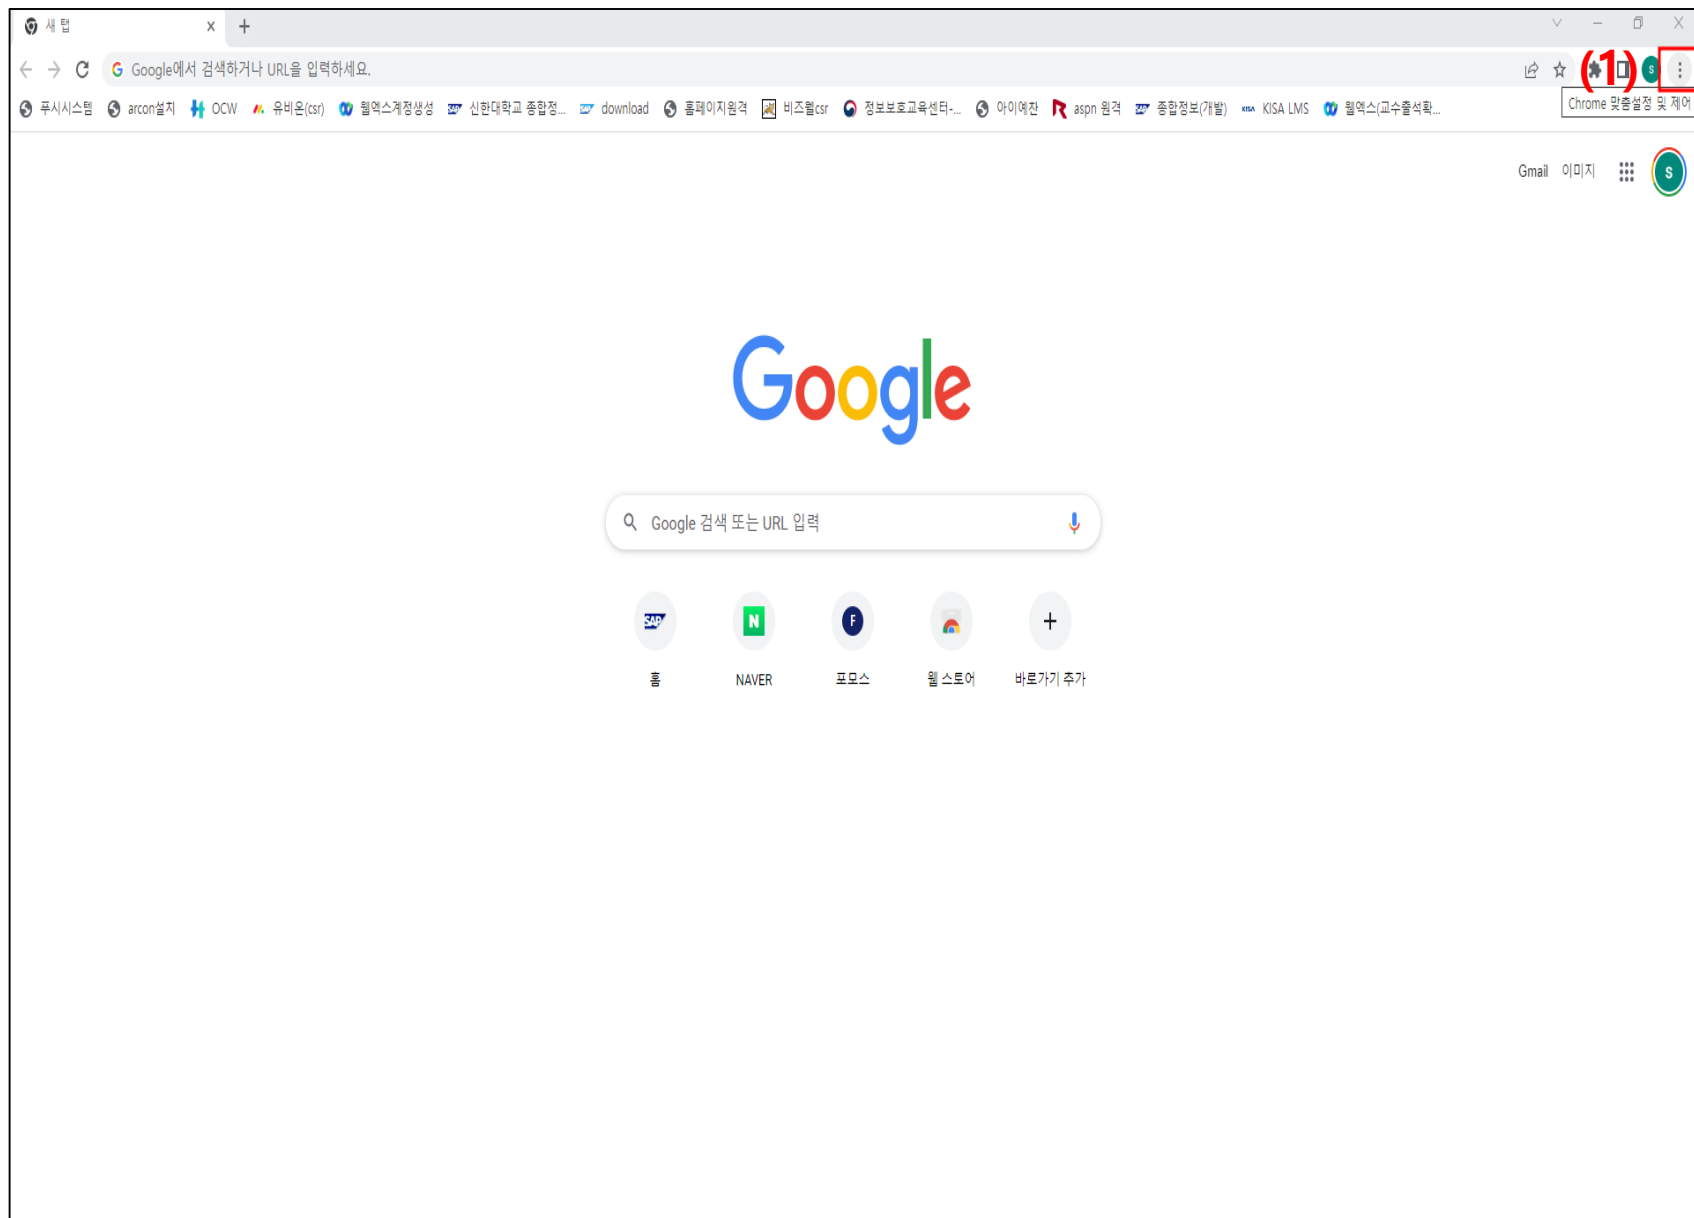 새 탭
Google에서 검색하거나 URL을 입력하세요.
(1)
s
푸시시스템 arcon설치 OCW 유비온(csr) 웹엑스계정생성 신한대학교 종합정... download 홈페이지원격 비즈웰csr 정보보호교육센터-... 아이예찬 aspn 원격 종합정보(개발) KISA KISA LMS 웹엑스(교수출석확...
Chrome 맞춤설정 및 제어
Gmail 이미지 s
Google
Google 검색 또는 URL 입력
SAP N F
홈 NAVER 포모스 웹 스토어 바로가기 추가